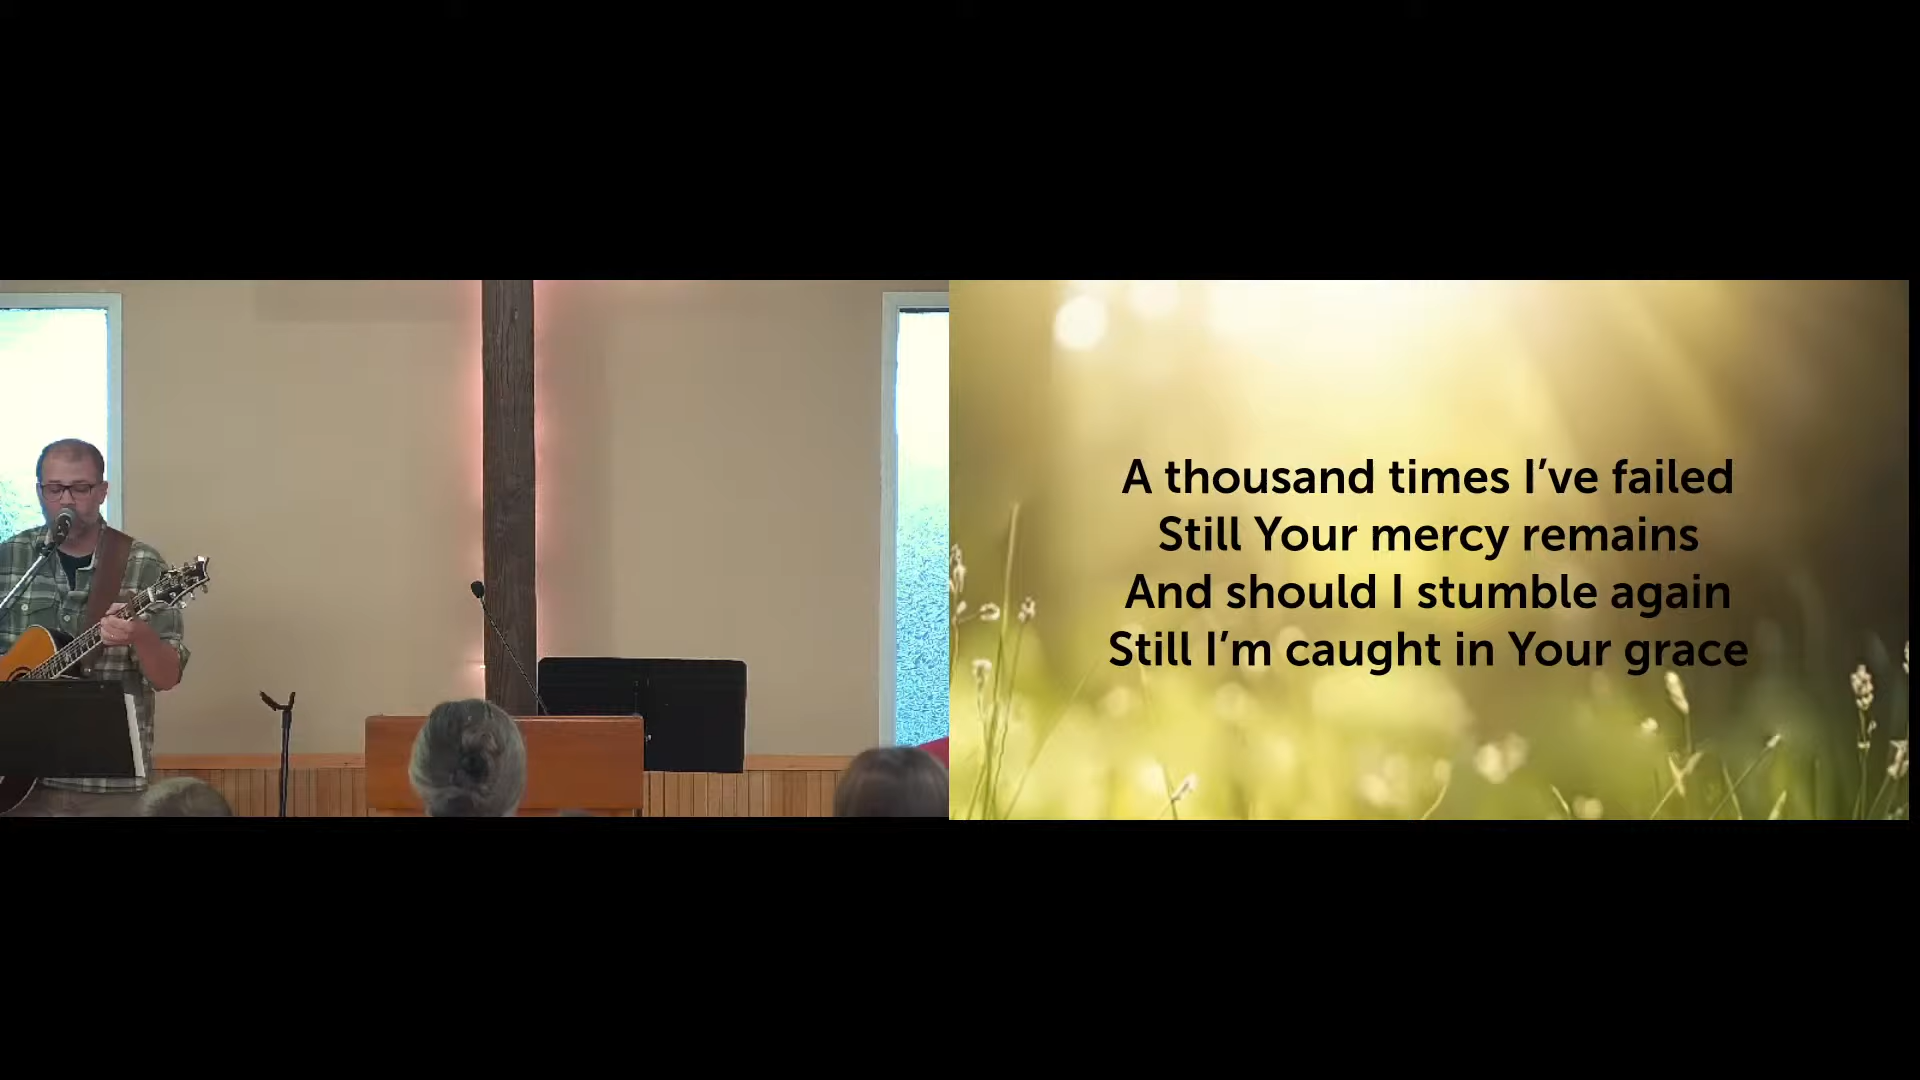 A thousand times I’ve failed
Still Your mercy remains
And should I stumble again
Still I’m caught in Your grace